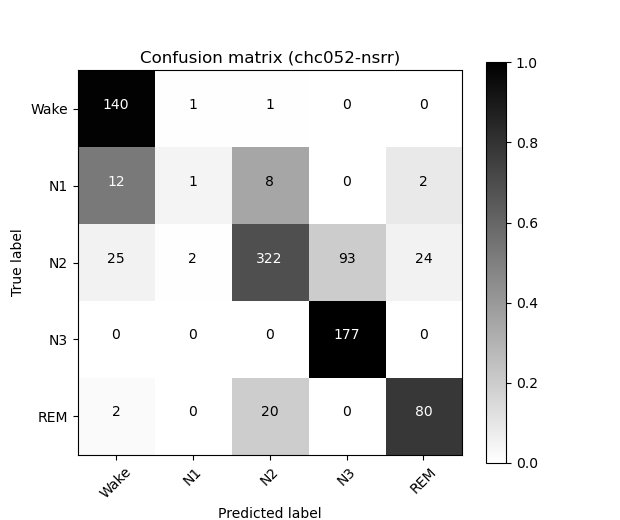 Confusion matrix (chc052-nsrr)
1.0
Wake 140 1 1 0 0
0.8
N1 12 1 8 0 2
0.6
N2 25 2 322 93 24
0.4
N3 0 0 0 177 0
0.2
REM 2 0 20 0 80
0.0
True label
Wake N1 N2 N3 REM
Predicted label